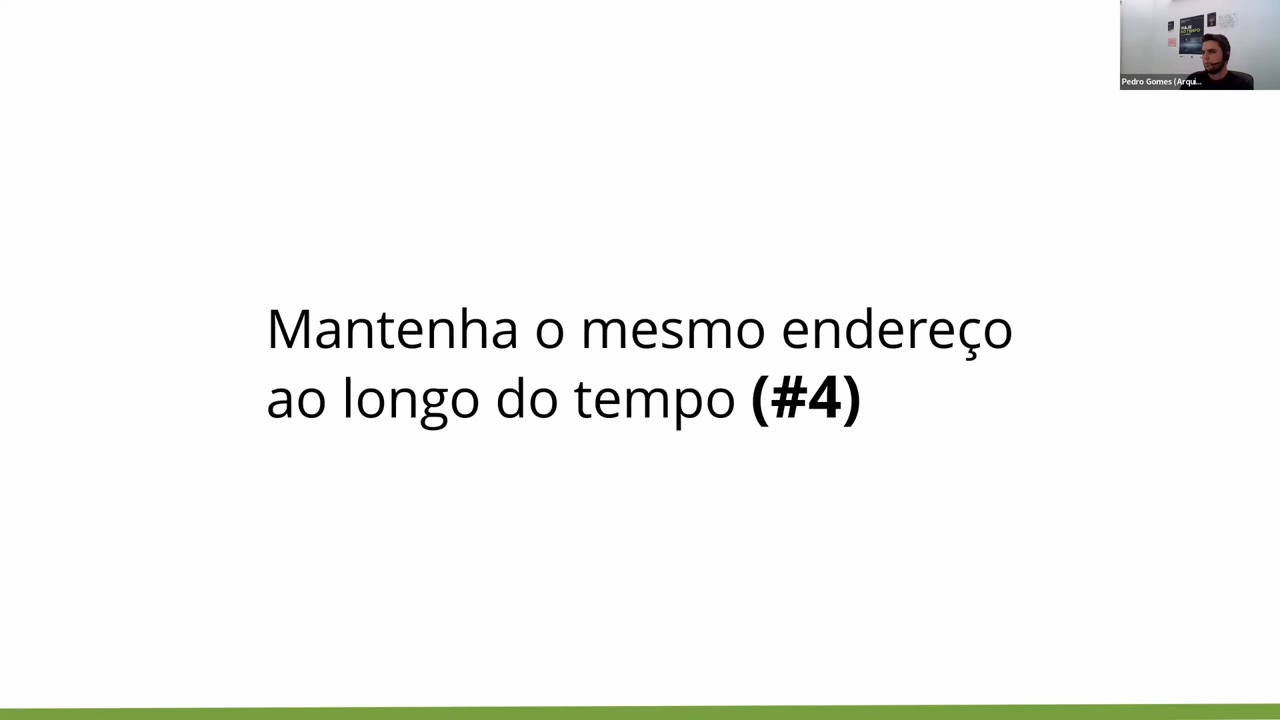 Pedro Gomes (Arqui...
Mantenha o mesmo endereço
ao longo do tempo (#4)